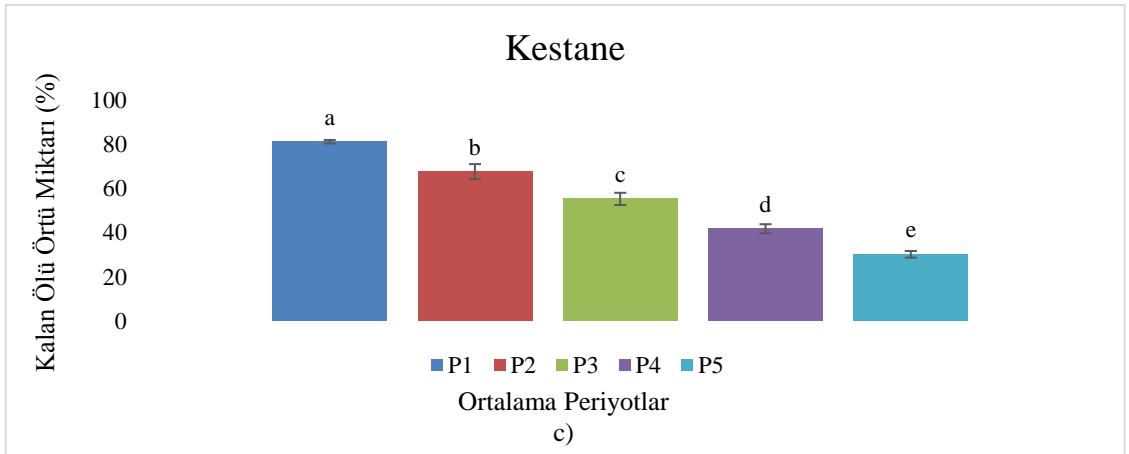 Kestane
Kalan Ölü Örtü Miktarı (%)
100
80
60
40
20
0
a
b
c
d
e
P1 P2 P3 P4 P5
Ortalama Periyotlar
c)